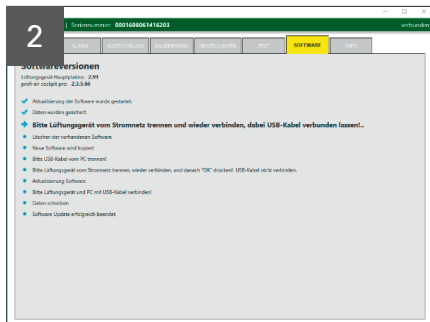 2
| Seriennummer: 0001608061416203 verbunden
ALARM EINSTELLUNGEN TEST SOFTWARE INFO
Softwareversionen
Lüftungsgerät Hauptplatine: 2.91
profi-air cockpit pro: 2.3.5.66
Aktualisierung der Software wurde gestartet.
Daten wurden gesichert.
Bitte Lüftungsgerät vom Stromnetz trennen und wieder verbinden, dabei USB-Kabel verbunden lassen!..
Löschen der vorhandenen Software
Neue Software wird kopiert
Bitte USB-Kabel vom PC trennen!
Bitte Lüftungsgerät vom Stromnetz trennen, wieder verbinden, und danach "OK" drücken! USB-Kabel nicht verbinden.
Aktualisierung Software.
Bitte Lüftungsgerät und PC mit USB-Kabel verbinden!
Daten schreiben
Software Update erfolgreich beendet.